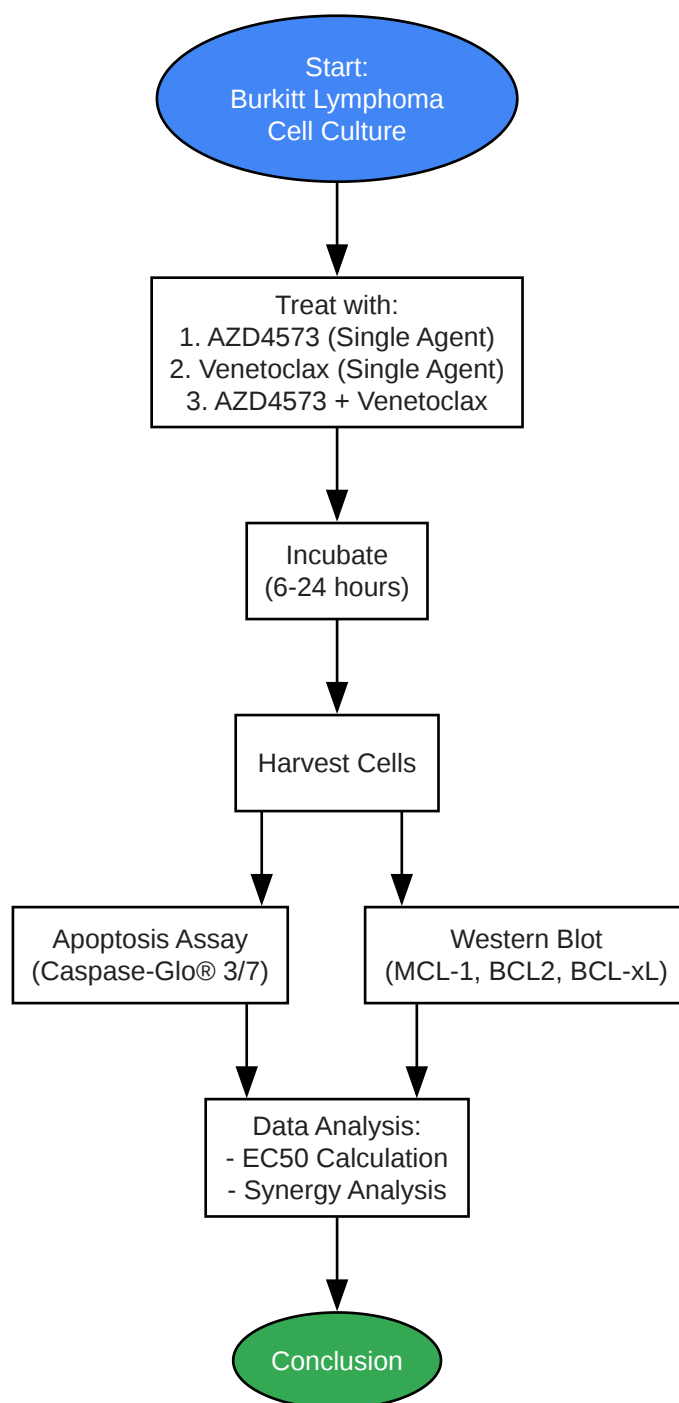 Start:
Burkitt Lymphoma
Cell Culture
Treat with:
1. AZD4573 (Single Agent)
2. Venetoclax (Single Agent)
3. AZD4573 + Venetoclax
Incubate
(6-24 hours)
Harvest Cells
Apoptosis Assay
(Caspase-Glo® 3/7)
Western Blot
(MCL-1, BCL2, BCL-xL)
Data Analysis:
- EC50 Calculation
- Synergy Analysis
Conclusion